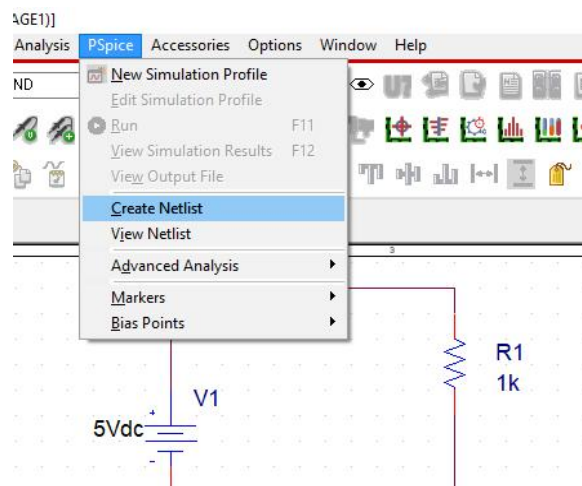 AGE1)]
Analysis PSpice Accessories Options Window Help
ND
New Simulation Profile
Edit Simulation Profile
Run F11
View Simulation Results F12
View Output File
Create Netlist
View Netlist
Advanced Analysis
Markers
Bias Points
3
R1
1k
V1
5Vdc
+
-